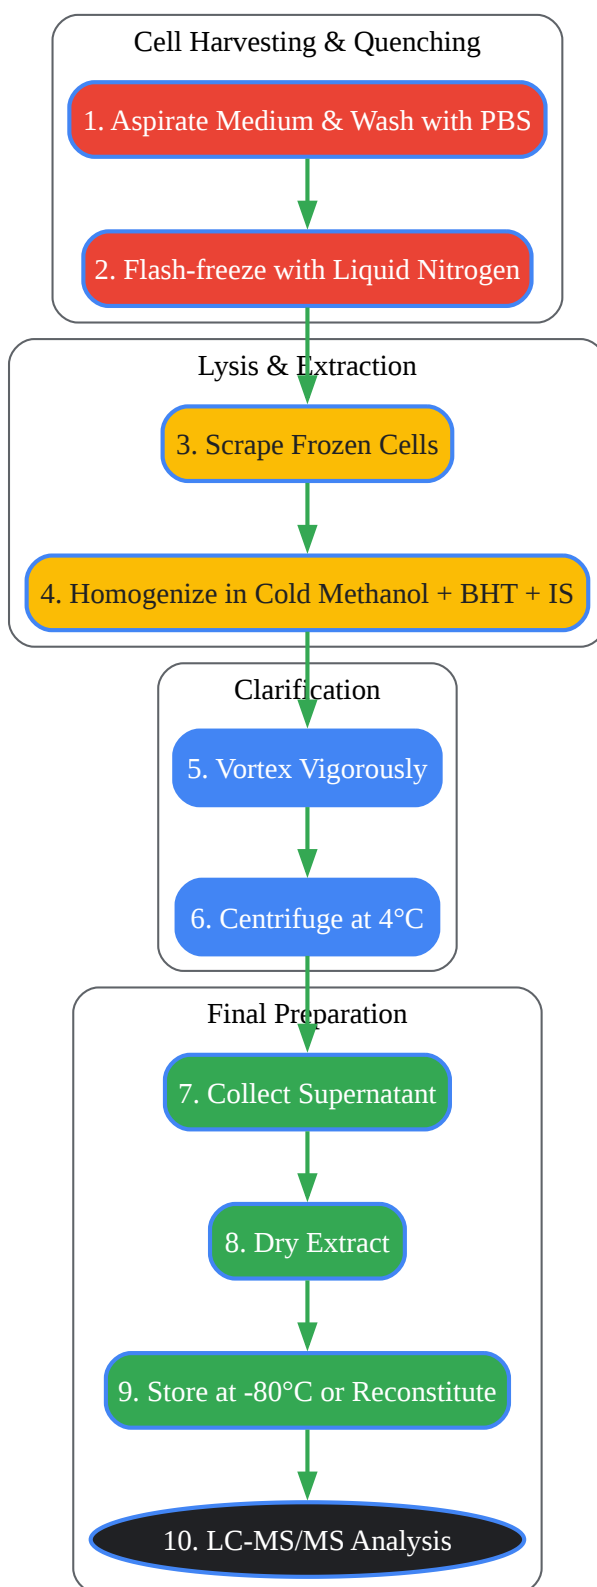 Cell Harvesting & Quenching
1. Aspirate Medium & Wash with PBS
2. Flash-freeze with Liquid Nitrogen
Lysis & Extraction
3. Scrape Frozen Cells
4. Homogenize in Cold Methanol + BHT + IS
Clarification
5. Vortex Vigorously
6. Centrifuge at 4°C
Final Preparation
7. Collect Supernatant
8. Dry Extract
9. Store at -80°C or Reconstitute
10. LC-MS/MS Analysis